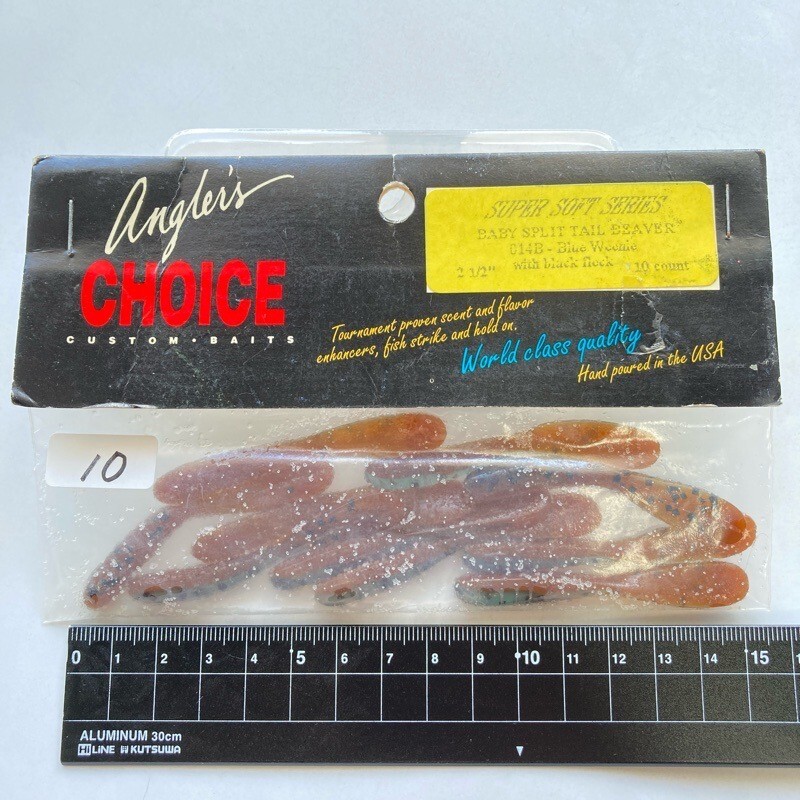 Angler's
CHOICE
CUSTOM • BAITS
SUPER SOFT SERIES
BABY SPLIT TAIL BEAVER™
014B - Blue Weenie
with black fleck
2 1/2" 10 count
Tournament proven scent and flavor
enhancers, fish strike and hold on.
World class quality
Hand poured in the USA
10
0 1 2 3 4 5 6 7 8 9 10 11 12 13 14 15
ALUMINUM 30cm
HiLiNE KUTSUWA